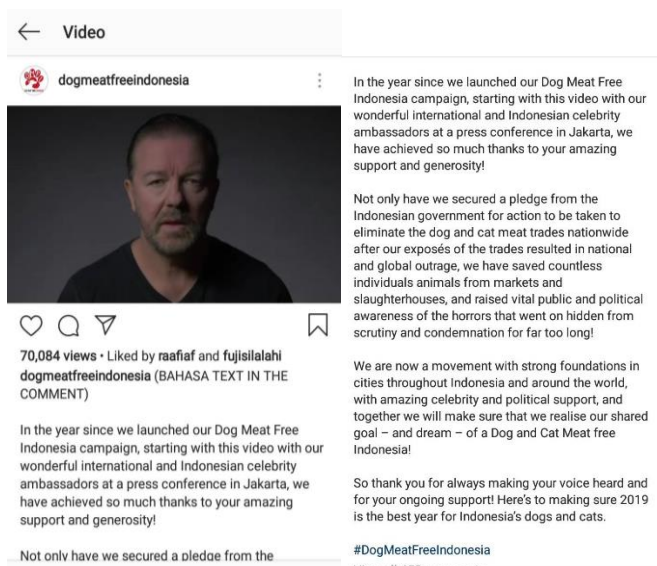 Video
dogmeatfreeindonesia
70,084 views • Liked by raafiaf and fujisilalahi
dogmeatfreeindonesia (BAHASA TEXT IN THE
COMMENT)
In the year since we launched our Dog Meat Free
Indonesia campaign, starting with this video with our
wonderful international and Indonesian celebrity
ambassadors at a press conference in Jakarta, we
have achieved so much thanks to your amazing
support and generosity!
Not only have we secured a pledge from the
In the year since we launched our Dog Meat Free
Indonesia campaign, starting with this video with our
wonderful international and Indonesian celebrity
ambassadors at a press conference in Jakarta, we
have achieved so much thanks to your amazing
support and generosity!
Not only have we secured a pledge from the
Indonesian government for action to be taken to
eliminate the dog and cat meat trades nationwide
after our exposés of the trades resulted in national
and global outrage, we have saved countless
individuals animals from markets and
slaughterhouses, and raised vital public and political
awareness of the horrors that went on hidden from
scrutiny and condemnation for far too long!
We are now a movement with strong foundations in
cities throughout Indonesia and around the world,
with amazing celebrity and political support, and
together we will make sure that we realise our shared
goal – and dream – of a Dog and Cat Meat free
Indonesia!
So thank you for always making your voice heard and
for your ongoing support! Here's to making sure 2019
is the best year for Indonesia's dogs and cats.
#DogMeatFreeIndonesia